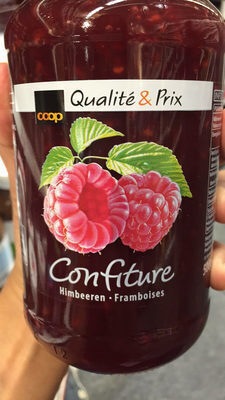 coop
Qualité & Prix
Confiture
Himbeeren · Framboises